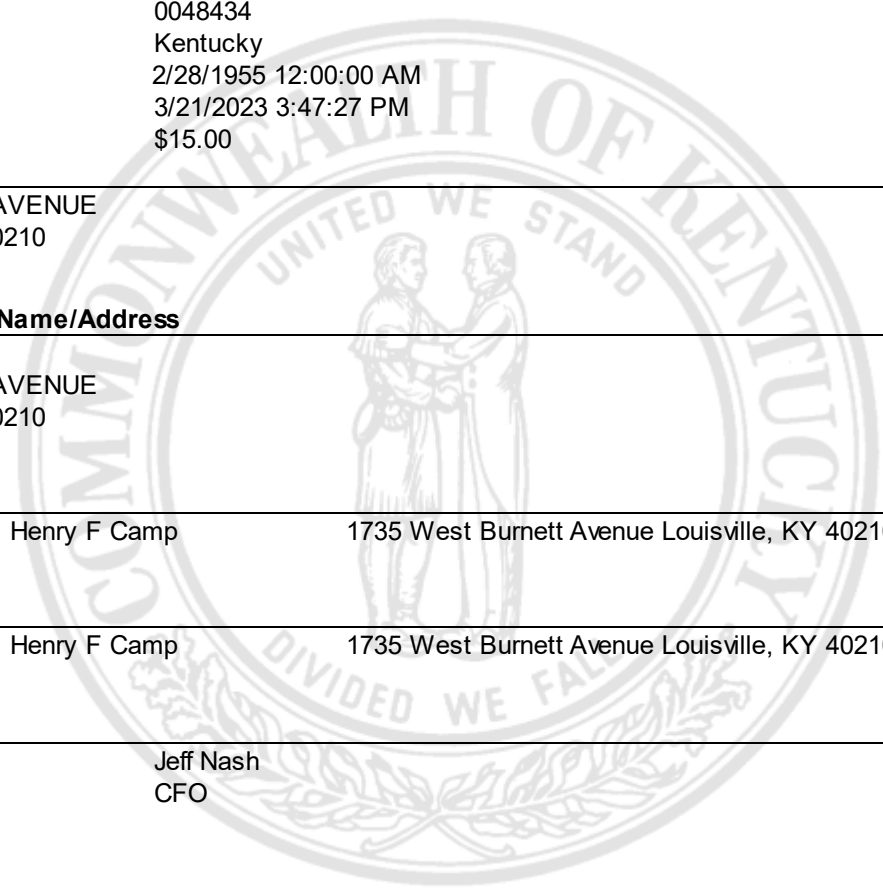 0048434
Kentucky
2/28/1955 12:00:00 AM
3/21/2023 3:47:27 PM
$15.00
AVENUE
0210
Name/Address
AVENUE
0210
Henry F Camp 1735 West Burnett Avenue Louisville, KY 40210
Henry F Camp 1735 West Burnett Avenue Louisville, KY 40210
Jeff Nash
CFO
COMMONWEALTH OF KENTUCKY
UNITED WE STAND
DIVIDED WE FALL